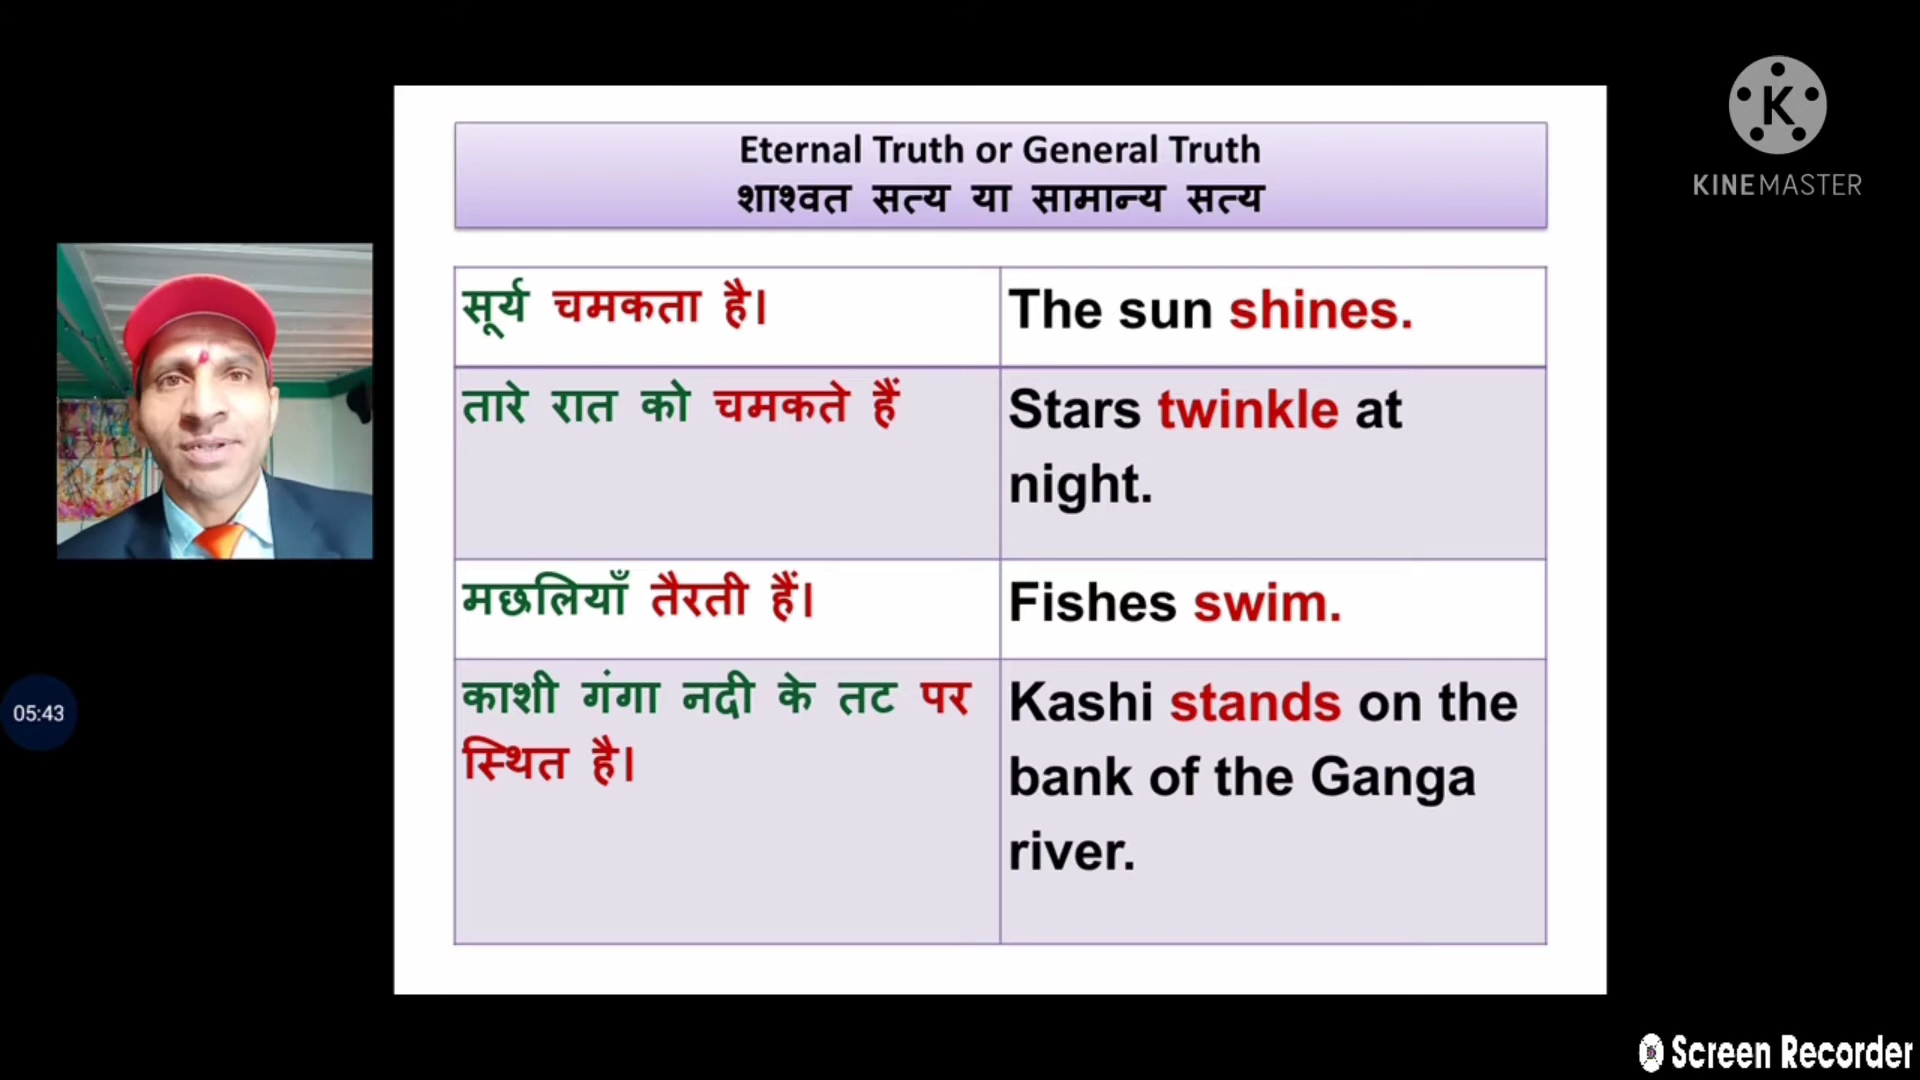 KINEMASTER
Eternal Truth or General Truth
शाश्वत सत्य या सामान्य सत्य
सूर्य चमकता है।
The sun shines.
तारे रात को चमकते हैं
Stars twinkle at
night.
मछलियाँ तैरती हैं।
Fishes swim.
काशी गंगा नदी के तट पर
स्थित है।
Kashi stands on the
bank of the Ganga
river.
05:43
Screen Recorder